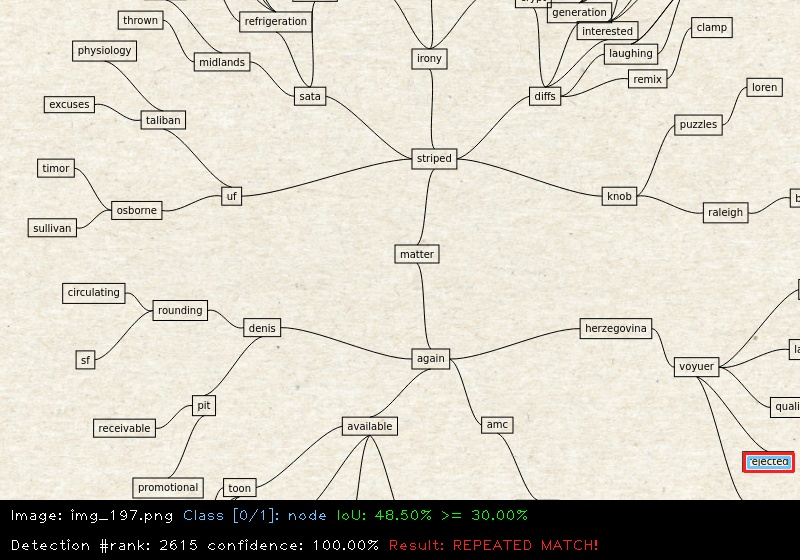 thrown
refrigeration
generation
interested
clamp
physiology
midlands
irony
laughing
remix
loren
excuses
taliban
sata
diffs
puzzles
striped
timor
uf
knob
osborne
raleigh
sullivan
matter
circulating
rounding
denis
herzegovina
sf
again
voyuer
pit
receivable
available
amc
rejected
promotional
toon
Image: img_197.png Class [0/1]: node IoU: 48.50% >= 30.00%
Detection #rank: 2615 confidence: 100.00% Result: REPEATED MATCH!